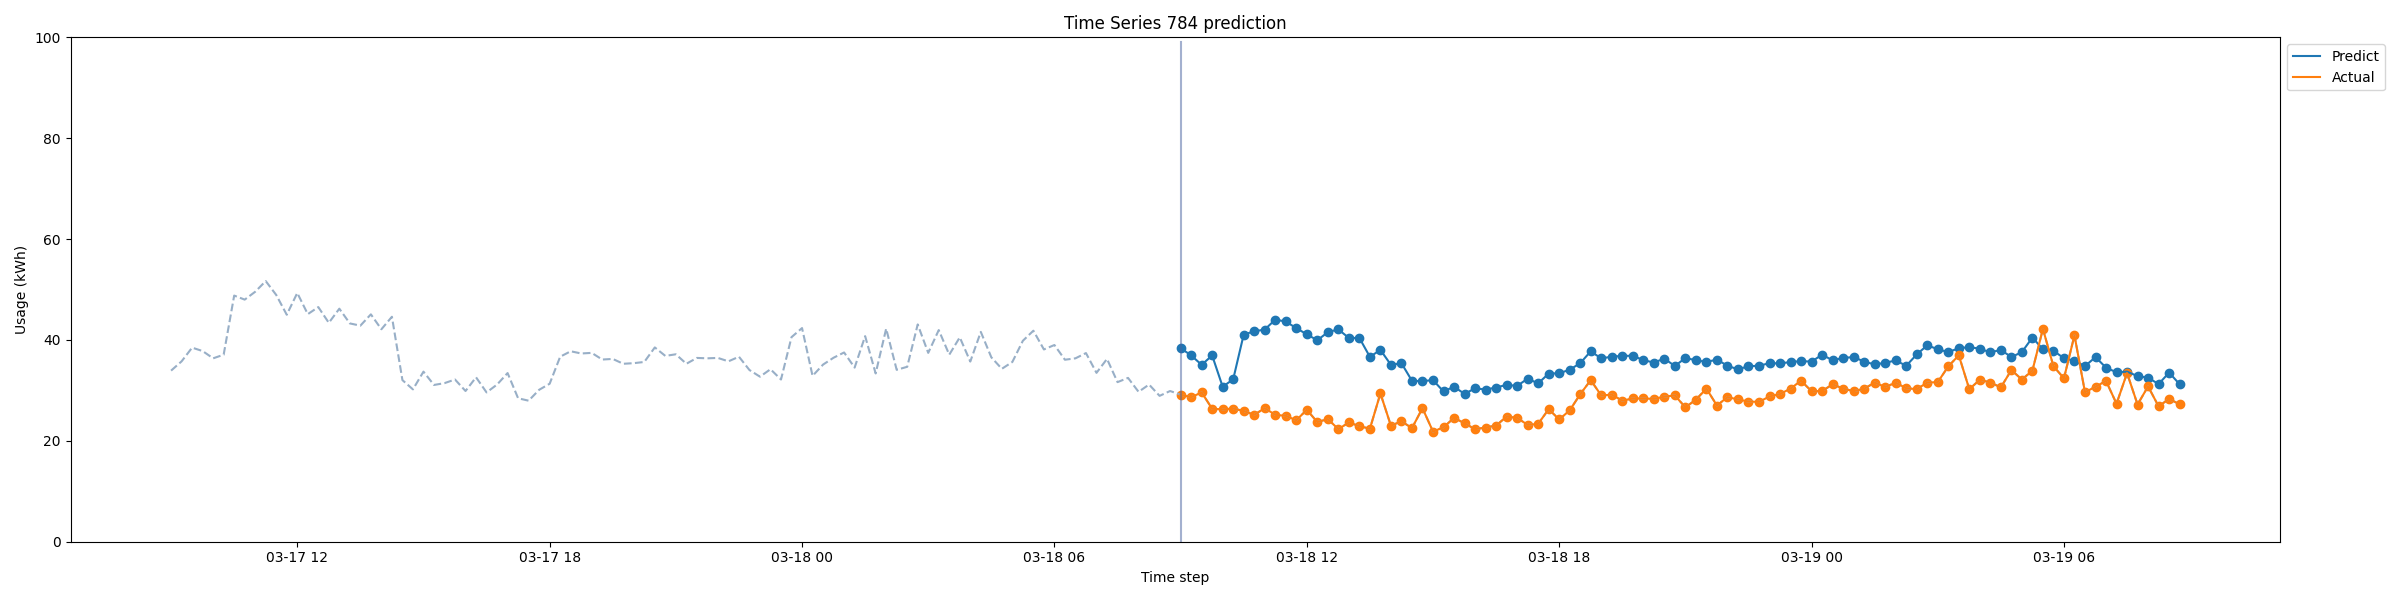 Time Series 784 prediction
100
80
60
40
20
0
Usage (kWh)
03-17 12
03-17 18
03-18 00
03-18 06
03-18 12
03-18 18
03-19 00
03-19 06
Time step
Predict
Actual